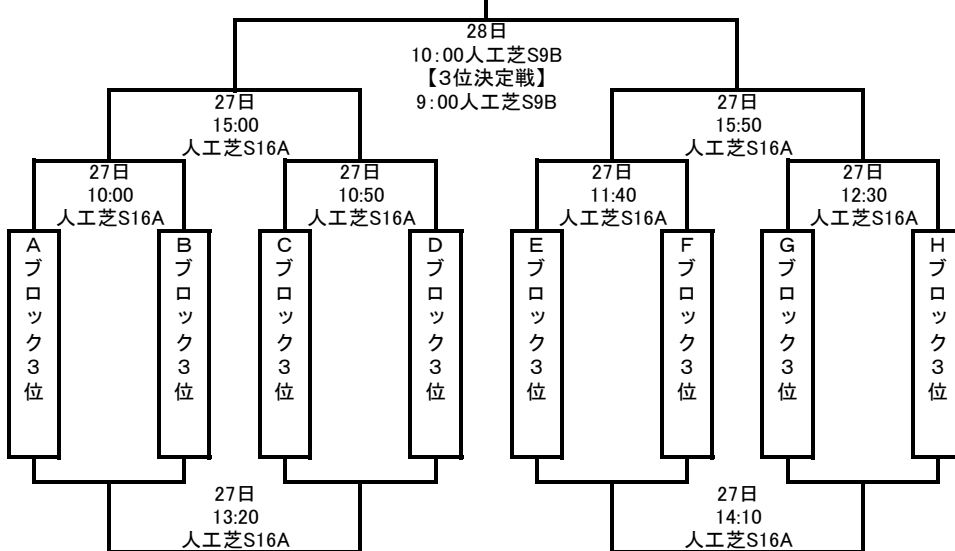 28日
10:00人工芝S9B
【3位決定戦】
9:00人工芝S9B
27日
15:00
人工芝S16A
27日
15:50
人工芝S16A
27日
10:00
人工芝S16A
27日
10:50
人工芝S16A
27日
11:40
人工芝S16A
27日
12:30
人工芝S16A
Aブロック3位
Bブロック3位
Cブロック3位
Dブロック3位
Eブロック3位
Fブロック3位
Gブロック3位
Hブロック3位
27日
13:20
人工芝S16A
27日
14:10
人工芝S16A